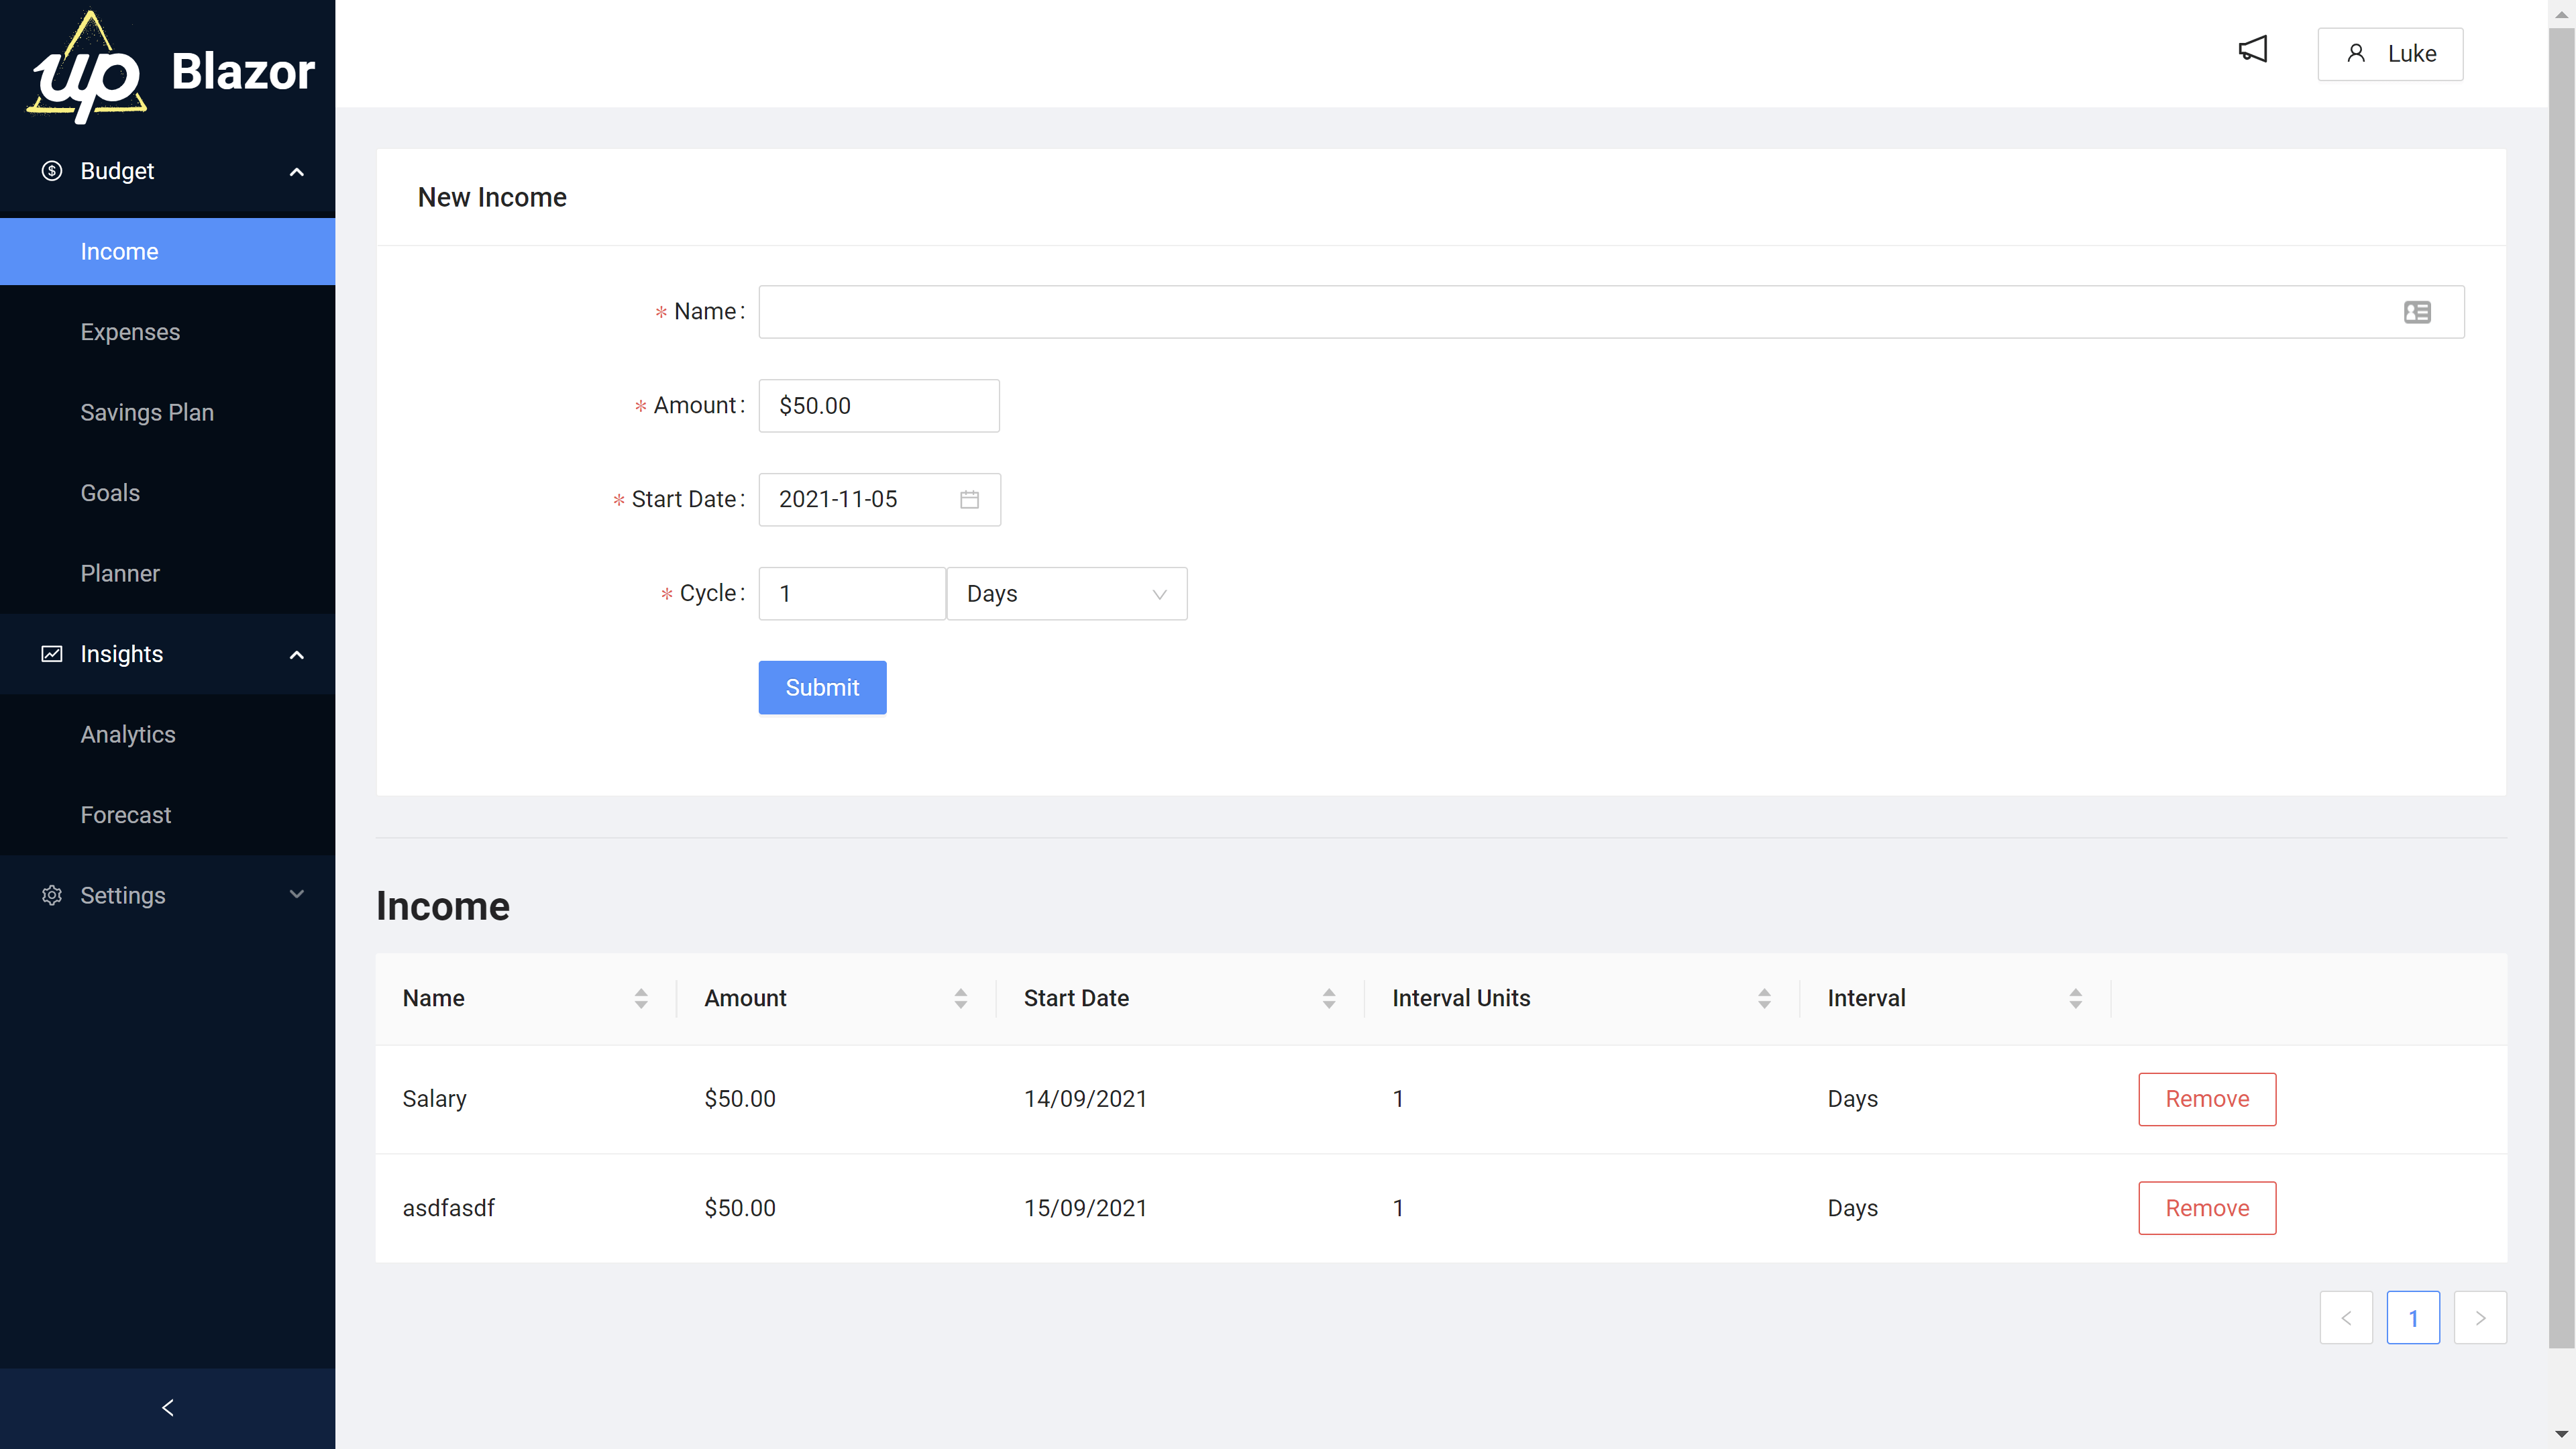 up Blazor
Luke
Budget
Income
Expenses
Savings Plan
Goals
Planner
Insights
Analytics
Forecast
Settings
New Income
* Name:
* Amount: $50.00
* Start Date: 2021-11-05
* Cycle: 1 Days
Submit
Income
Name Amount Start Date Interval Units Interval
Salary $50.00 14/09/2021 1 Days Remove
asdfasdf $50.00 15/09/2021 1 Days Remove
< 1 >